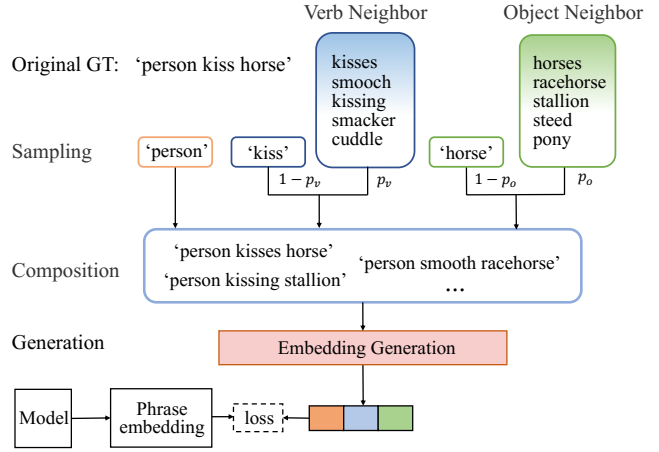 Verb Neighbor
Object Neighbor
Original GT: 'person kiss horse'
kisses
smooch
kissing
smacker
cuddle
horses
racehorse
stallion
steed
pony
Sampling
'person'
'kiss'
'horse'
1 − p_v
p_v
1 − p_o
p_o
Composition
'person kisses horse'
'person kissing stallion'
'person smooth racehorse'
...
Generation
Embedding Generation
Model
Phrase
embedding
loss